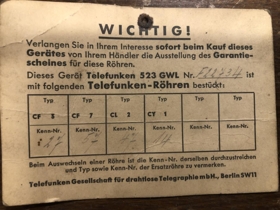 WICHTIG!
Verlangen Sie in Ihrem Interesse sofort beim Kauf dieses
Gerätes von Ihrem Händler die Ausstellung des Garantie-
scheines für diese Röhren.
Dieses Gerät Telefunken 523 GWL Nr. ist
mit folgenden Telefunken-Röhren bestückt:
Typ Typ Typ Typ Typ Typ
CF 3 CF 7 CL 2 CY 1
Kenn-Nr. Kenn-Nr. Kenn-Nr. Kenn-Nr. Kenn-Nr. Kenn-Nr.
Beim Auswechseln einer Röhre ist die Kenn-Nr. derselben durchzustreichen
und Typ sowie Kenn-Nr. der Ersatzröhre zu vermerken.
Telefunken Gesellschaft für drahtlose Telegraphie mbH., Berlin SW11